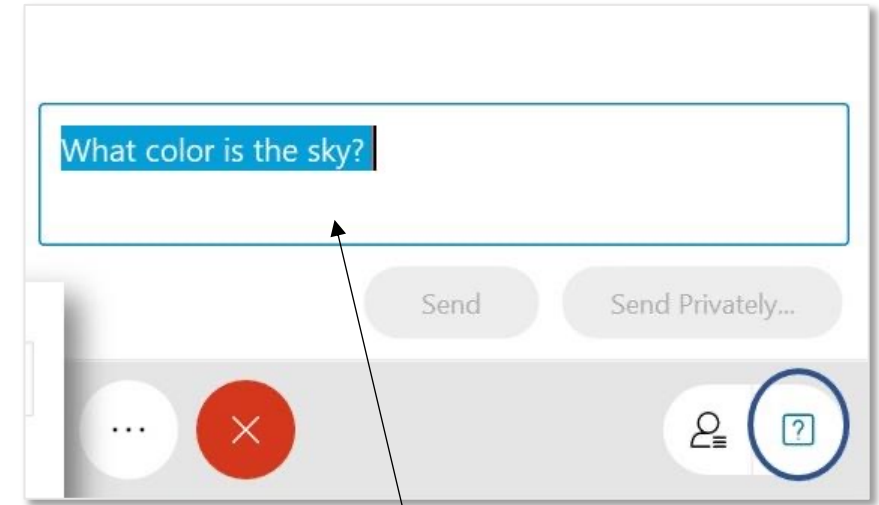 What color is the sky?
Send Send Privately...
... ?